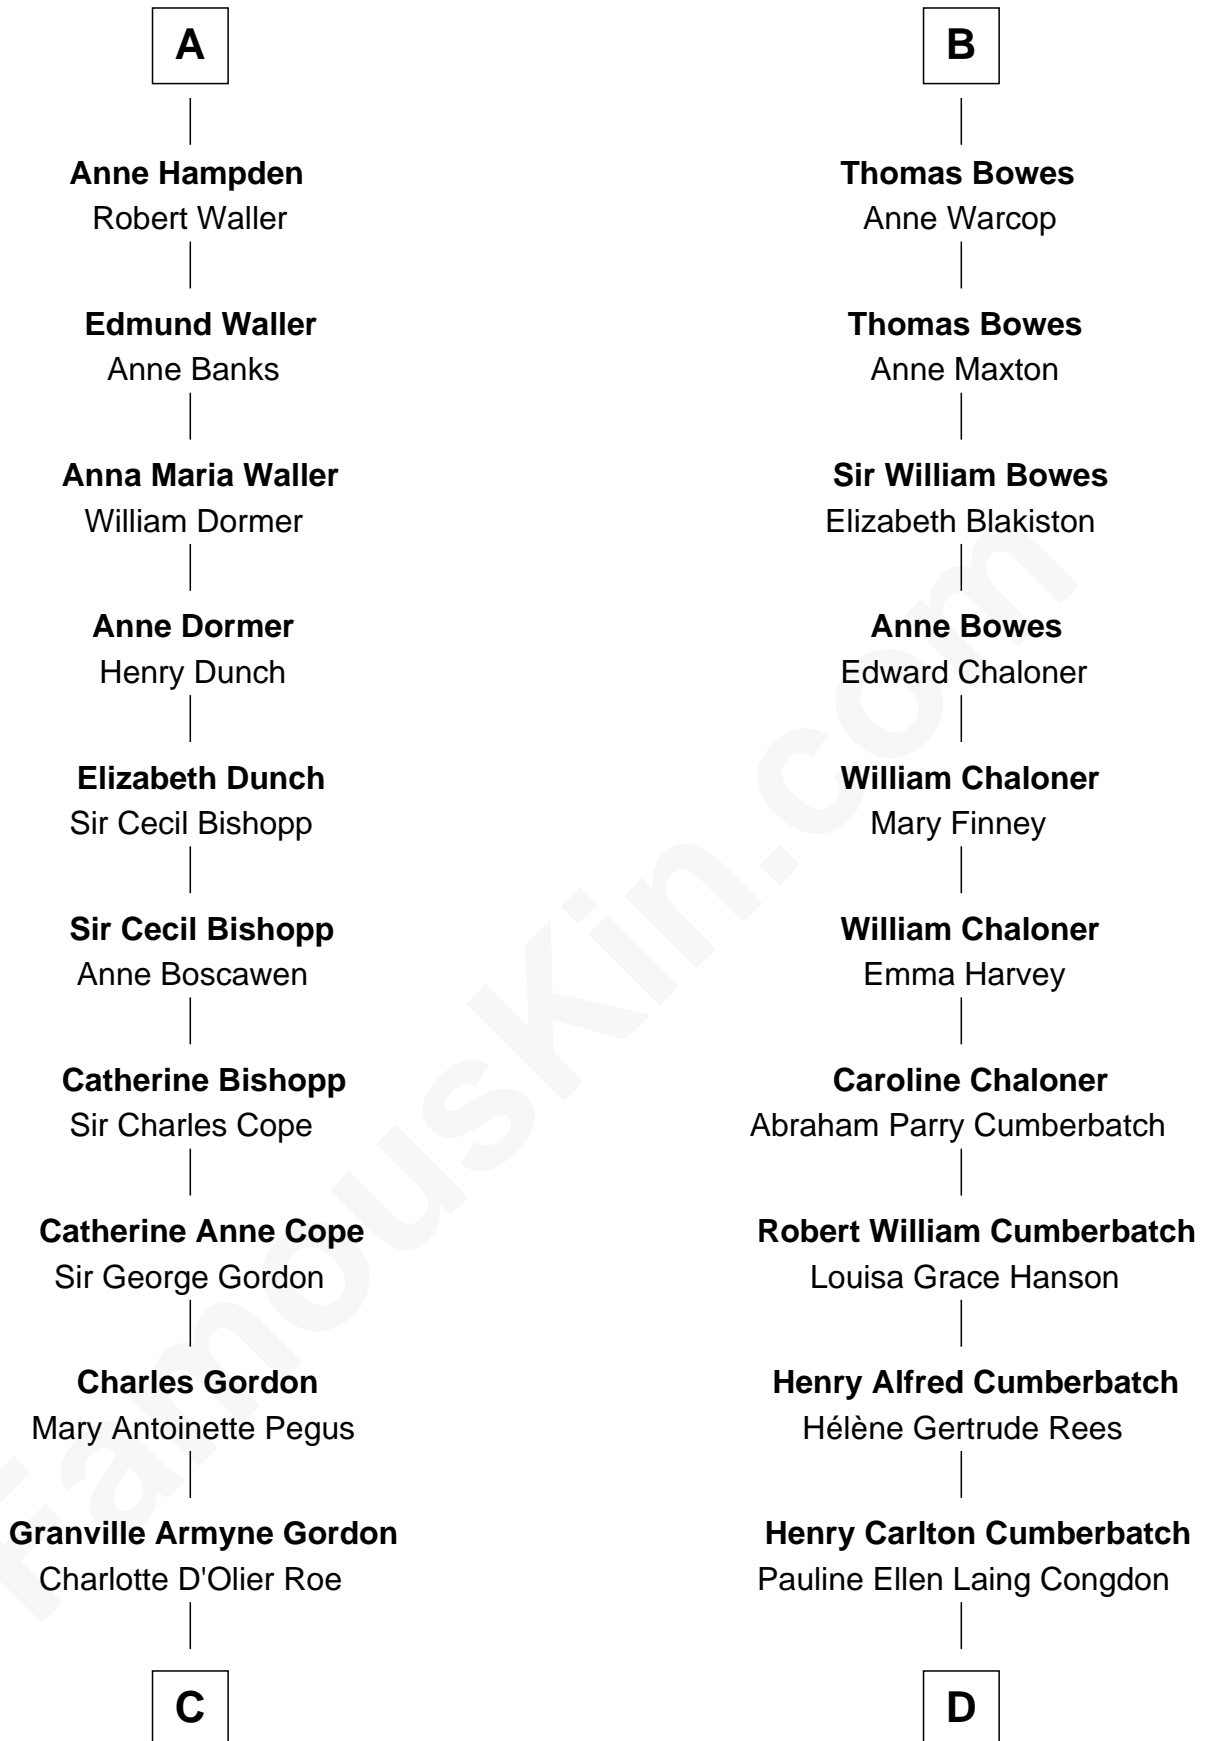 A
Anne Hampden
Robert Waller
Edmund Waller
Anne Banks
Anna Maria Waller
William Dormer
Anne Dormer
Henry Dunch
Elizabeth Dunch
Sir Cecil Bishopp
Sir Cecil Bishopp
Anne Boscawen
Catherine Bishopp
Sir Charles Cope
Catherine Anne Cope
Sir George Gordon
Charles Gordon
Mary Antoinette Pegus
Granville Armyne Gordon
Charlotte D'Olier Roe
C
B
Thomas Bowes
Anne Warcop
Thomas Bowes
Anne Maxton
Sir William Bowes
Elizabeth Blakiston
Anne Bowes
Edward Chaloner
William Chaloner
Mary Finney
William Chaloner
Emma Harvey
Caroline Chaloner
Abraham Parry Cumberbatch
Robert William Cumberbatch
Louisa Grace Hanson
Henry Alfred Cumberbatch
Hélène Gertrude Rees
Henry Carlton Cumberbatch
Pauline Ellen Laing Congdon
D
FamousKin.com